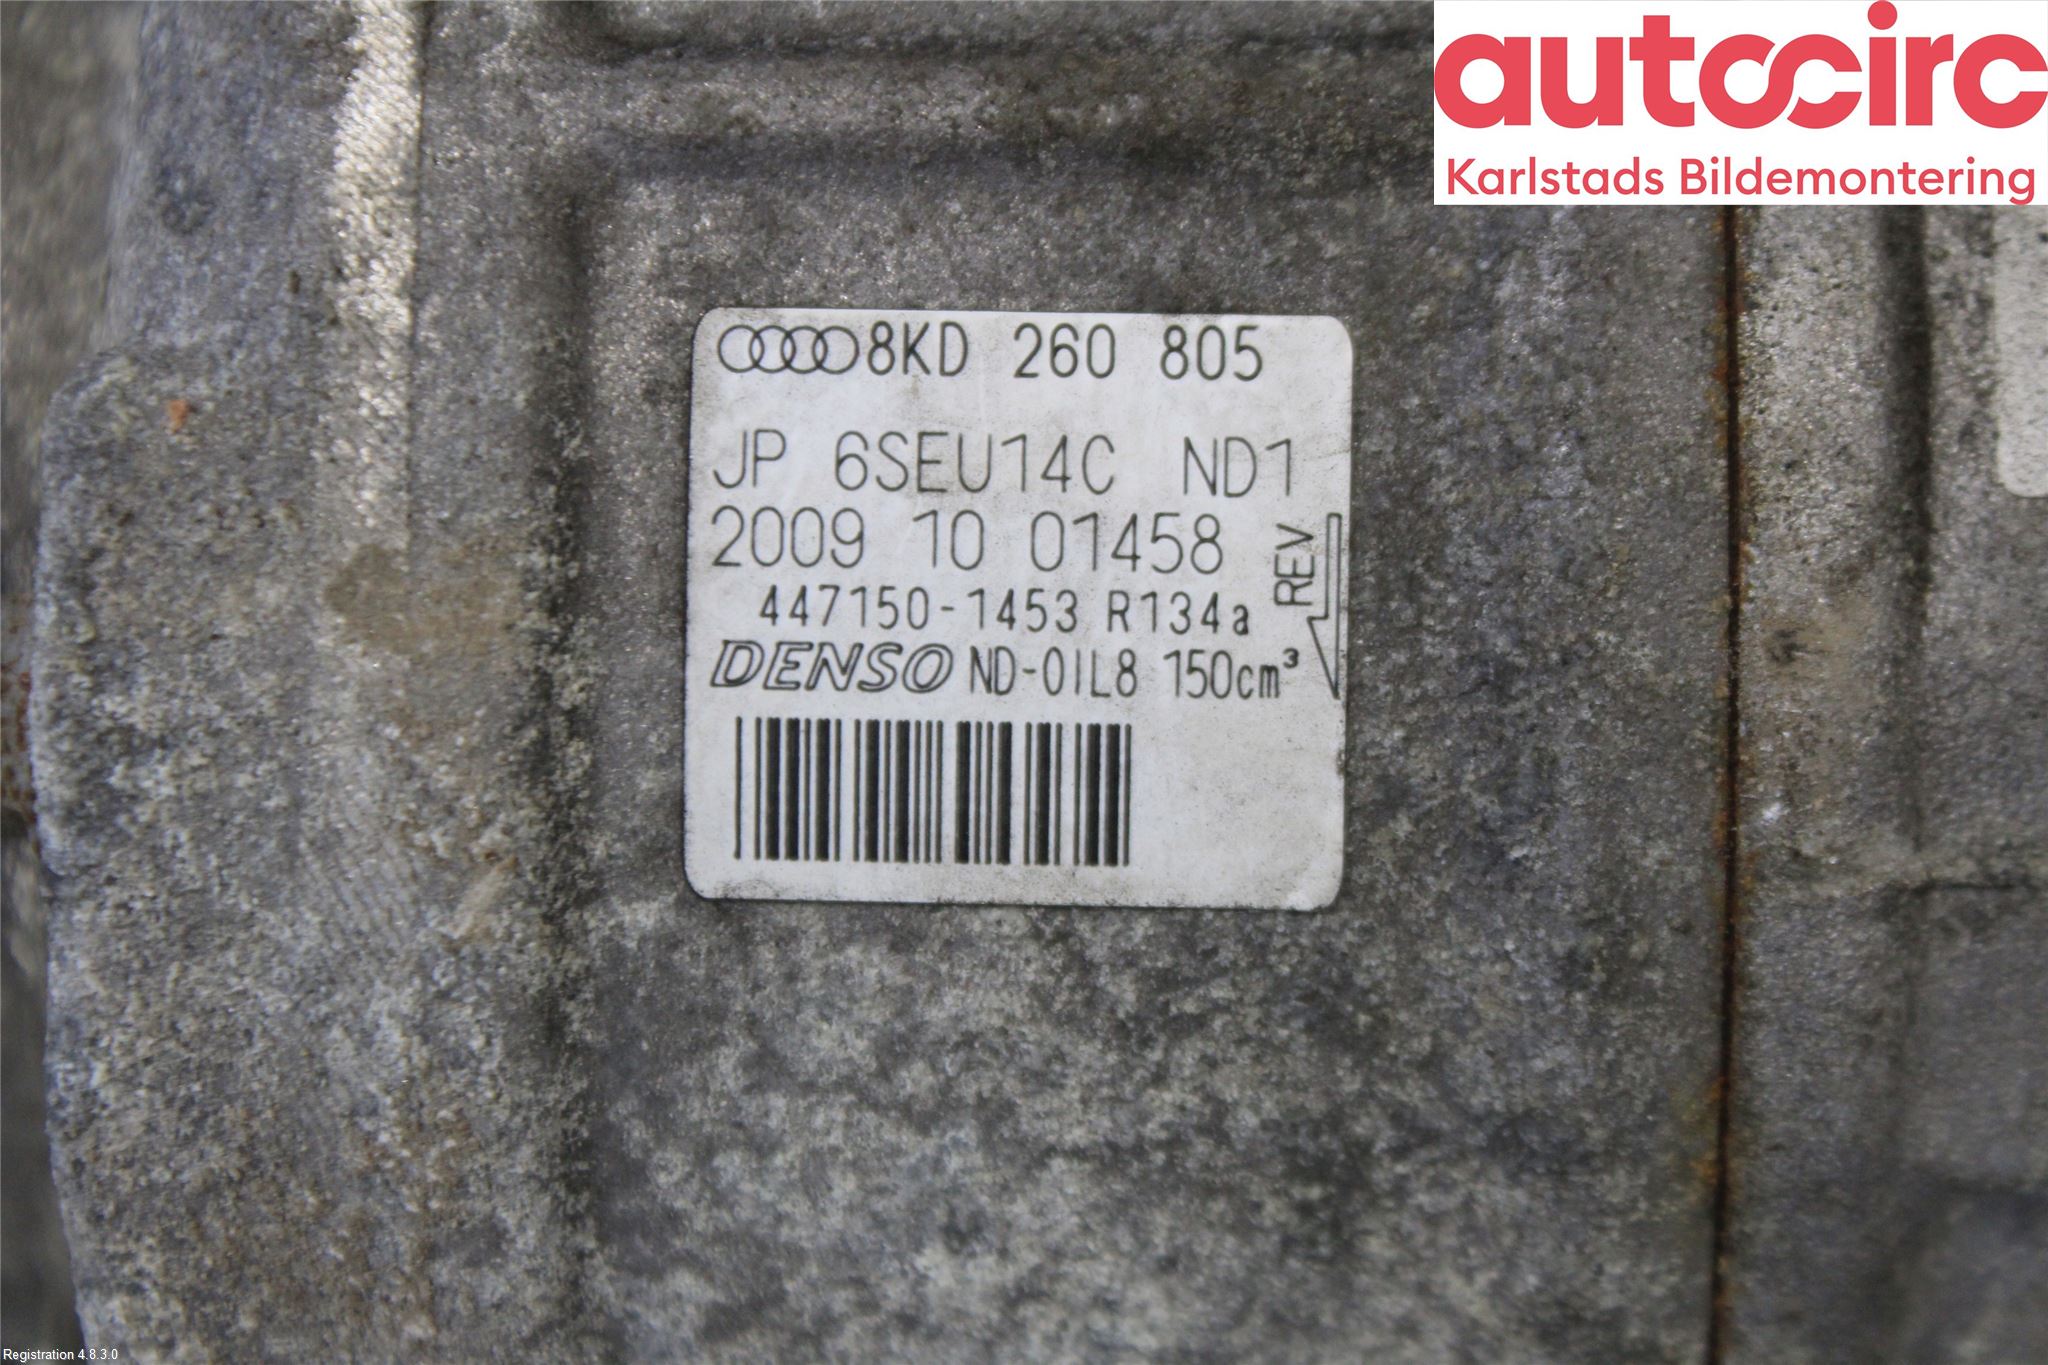 autocirc
Karlstads Bildemontering
8KD 260 805
JP 6SEU14C ND1
2009 10 01458
REV
447150-1453 R134a
DENSO ND-OIL8 150cm³
Registration 4.8.3.0